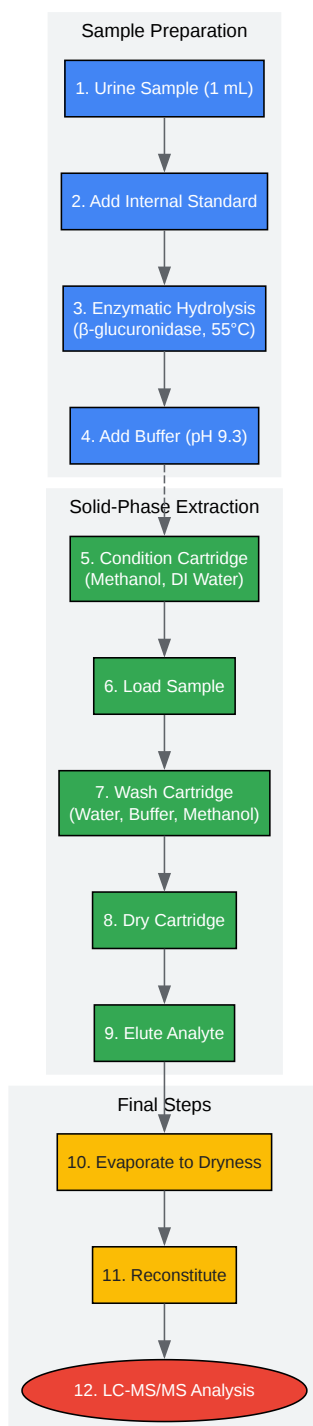 Sample Preparation
1. Urine Sample (1 mL)
2. Add Internal Standard
3. Enzymatic Hydrolysis
(β-glucuronidase, 55°C)
4. Add Buffer (pH 9.3)
Solid-Phase Extraction
5. Condition Cartridge
(Methanol, DI Water)
6. Load Sample
7. Wash Cartridge
(Water, Buffer, Methanol)
8. Dry Cartridge
9. Elute Analyte
Final Steps
10. Evaporate to Dryness
11. Reconstitute
12. LC-MS/MS Analysis